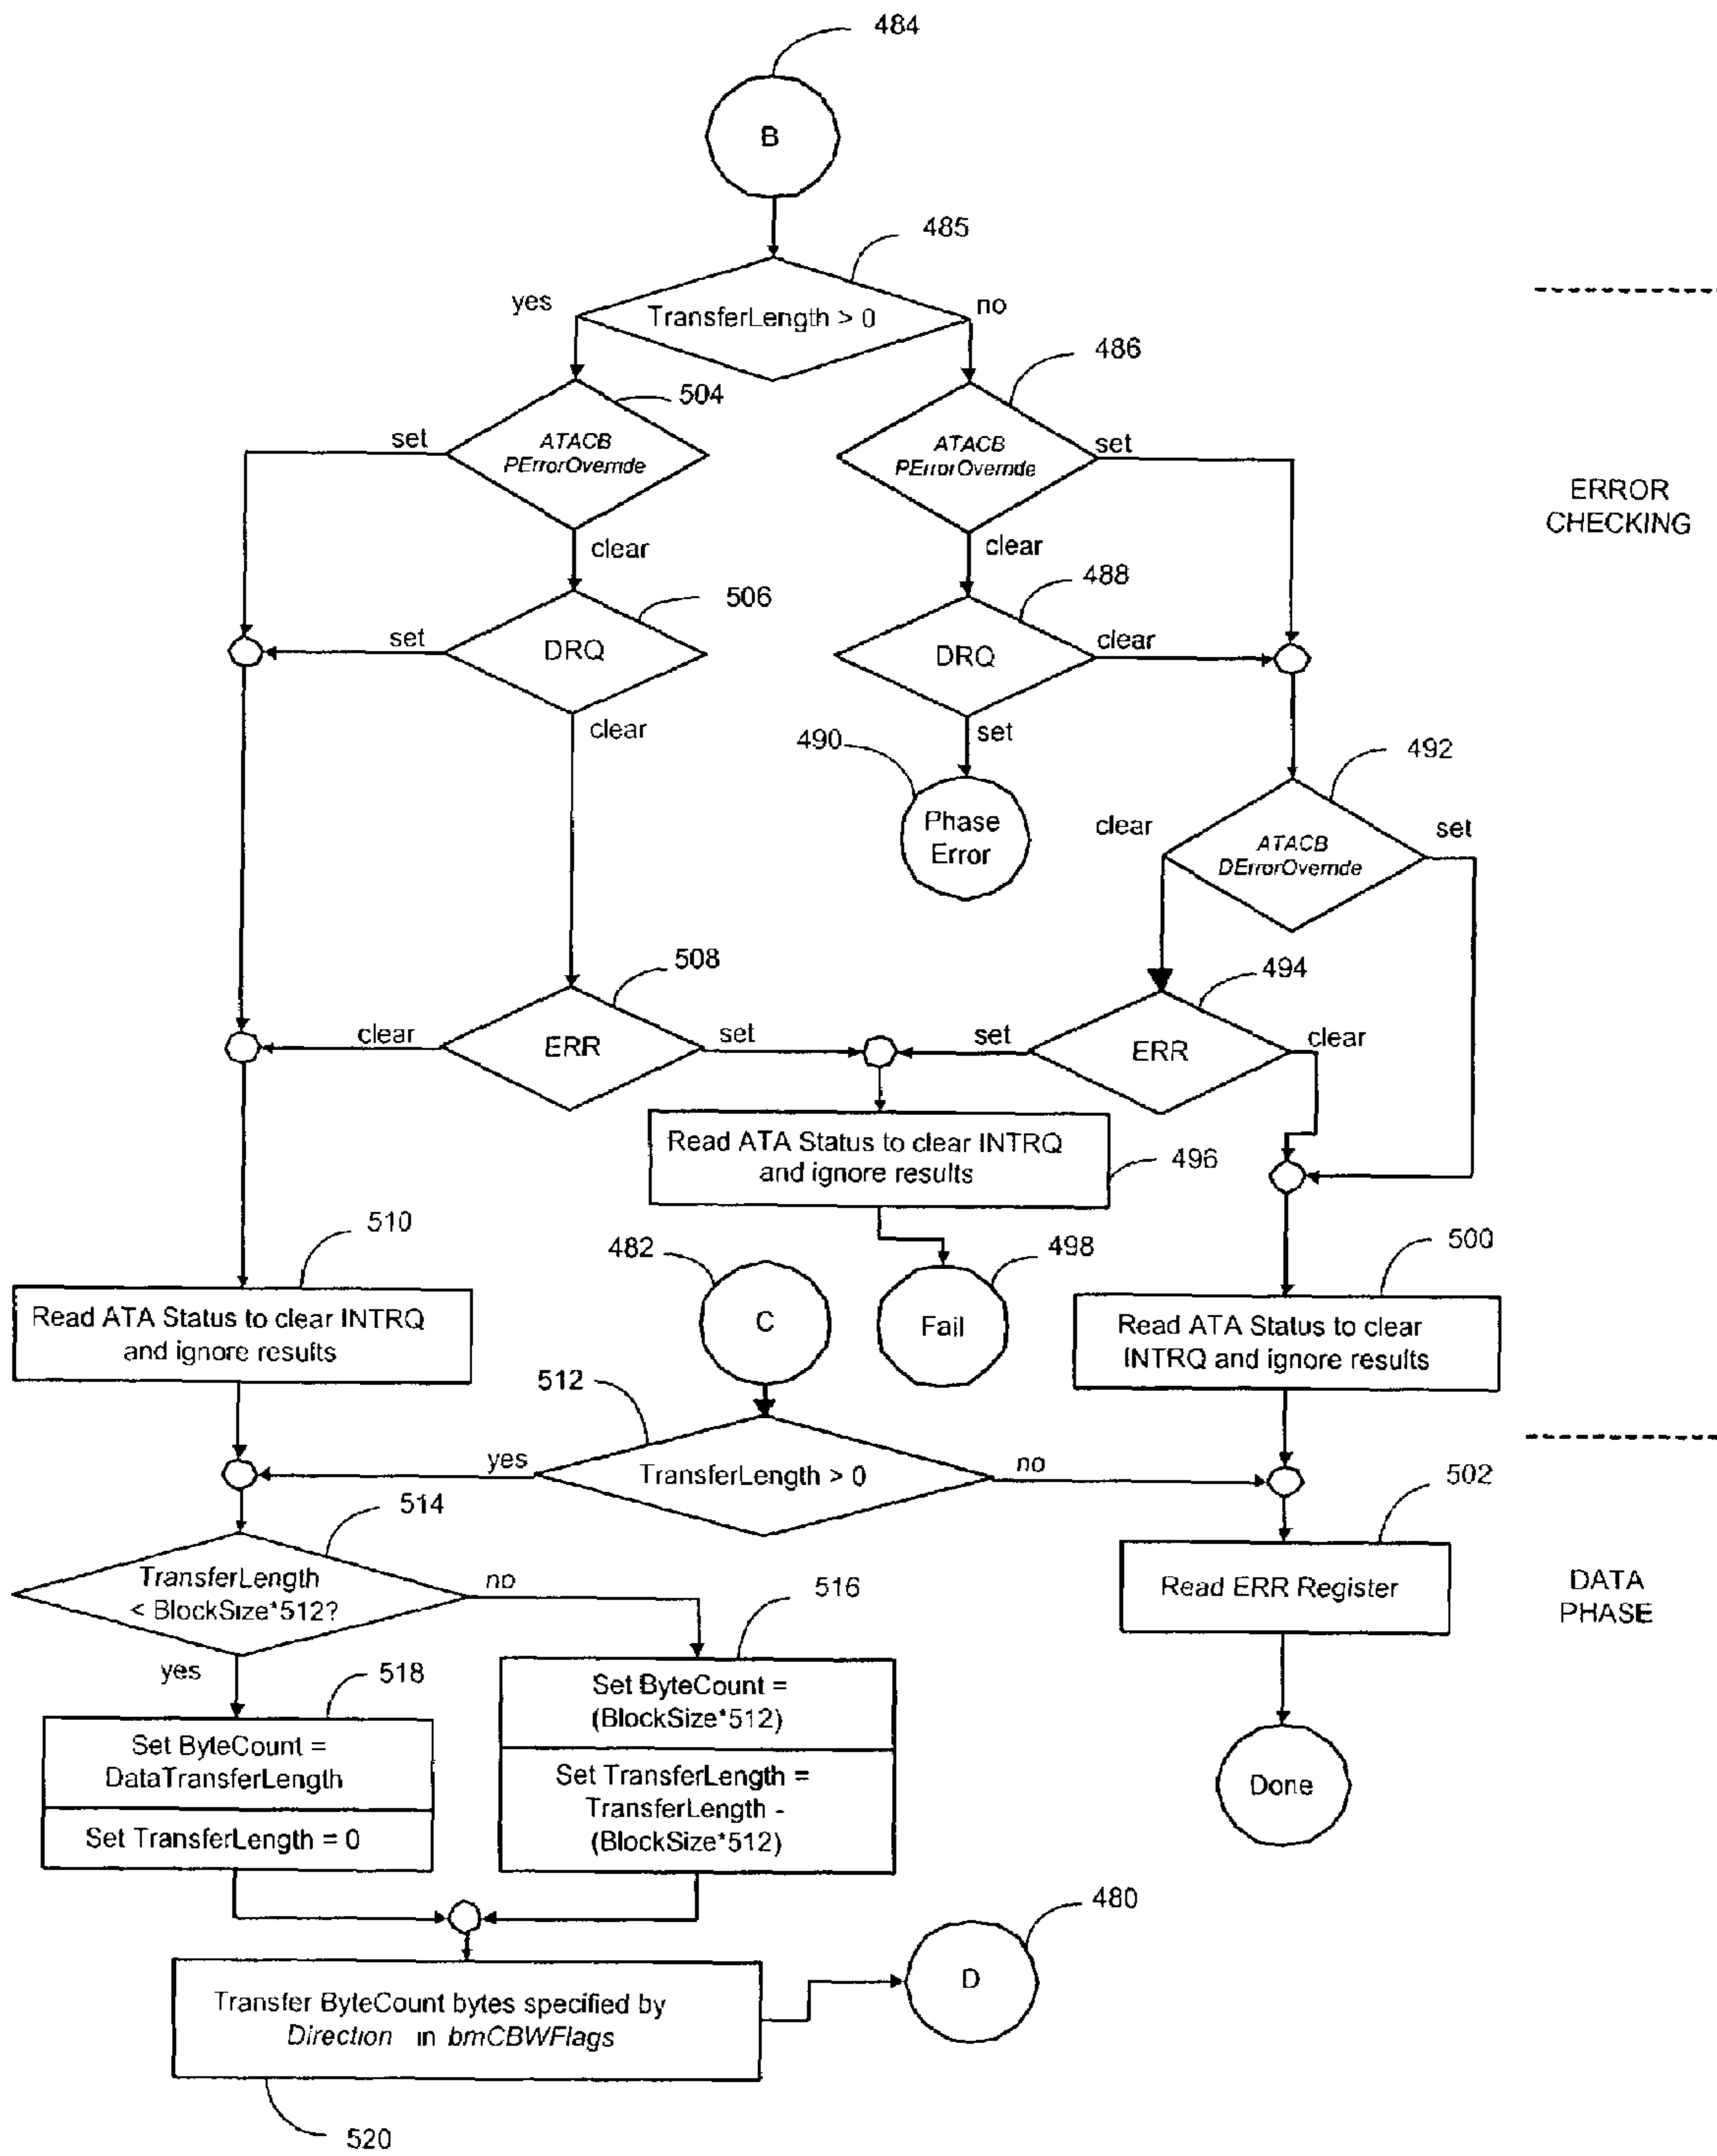 484
B
485
yes
TransferLength > 0
no
486
504
set
ATACB
PErrorOverride
ATACB
PErrorOverride
set
ERROR
CHECKING
clear
clear
488
506
set
DRQ
DRQ
clear
clear
set
490
492
Phase
Error
clear
set
ATACB
DErrorOverride
508
494
clear
ERR
set
set
ERR
clear
Read ATA Status to clear INTRQ
and ignore results
496
510
482
498
500
Read ATA Status to clear INTRQ
and ignore results
C
Fail
Read ATA Status to clear
INTRQ and ignore results
512
yes
TransferLength > 0
no
502
514
TransferLength
< BlockSize*512?
no
516
Read ERR Register
DATA
PHASE
yes
518
Set ByteCount =
(BlockSize*512)
Set ByteCount =
DataTransferLength
Set TransferLength =
TransferLength -
(BlockSize*512)
Done
Set TransferLength = 0
480
D
Transfer ByteCount bytes specified by
Direction in bmCBWFlags
520